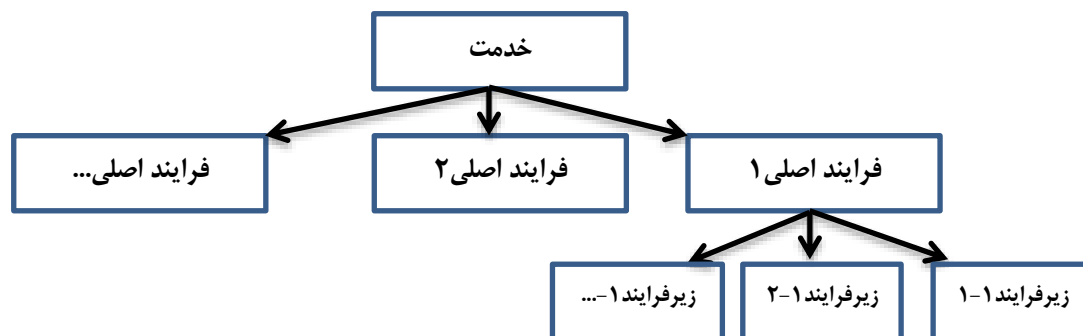 خدمت
فرایند اصلی۱
فرایند اصلی۲
فرایند اصلی...
زیرفرایند۱-۱
زیرفرایند۱-۲
زیرفرایند۱-...